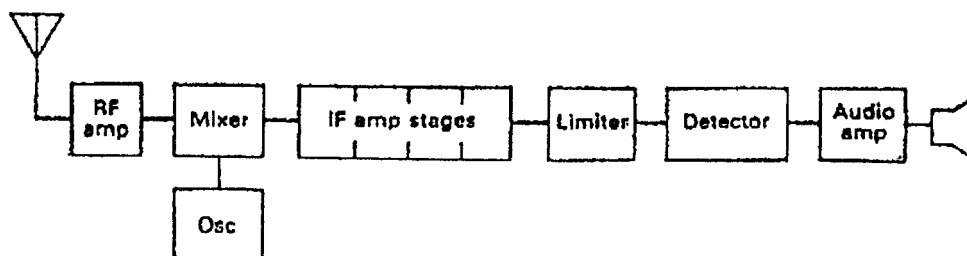 RF
amp
Mixer
IF amp stages
Limiter
Detector
Audio
amp
Osc